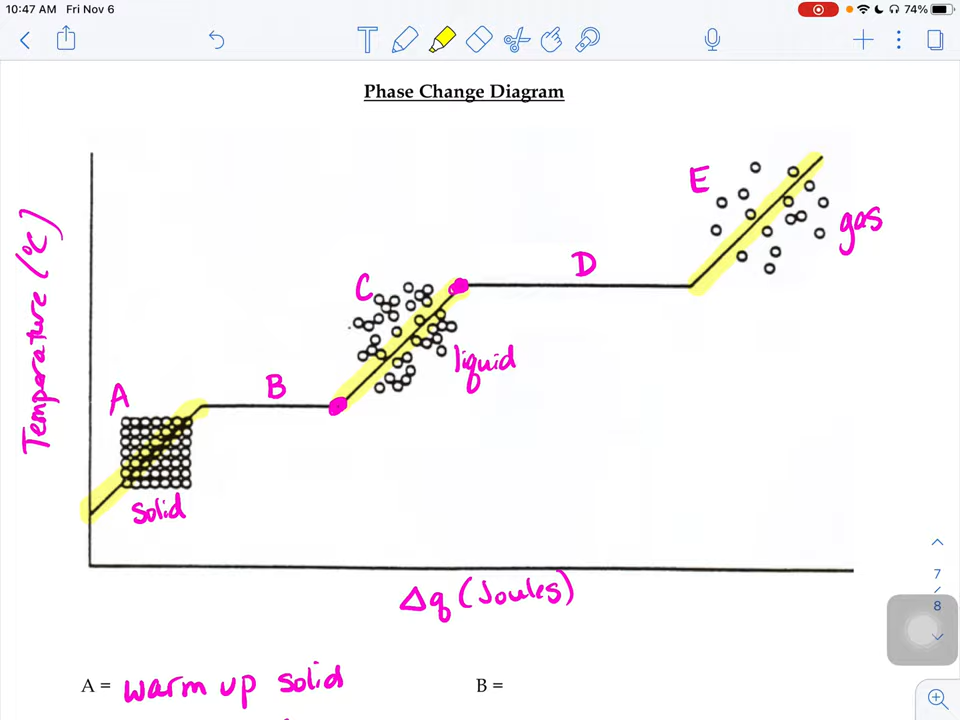 10:47 AM Fri Nov 6
74%
T
Phase Change Diagram
Temperature (°C)
E
gas
D
C
liquid
B
A
solid
Δq (Joules)
7
/
8
A = warm up solid
B =